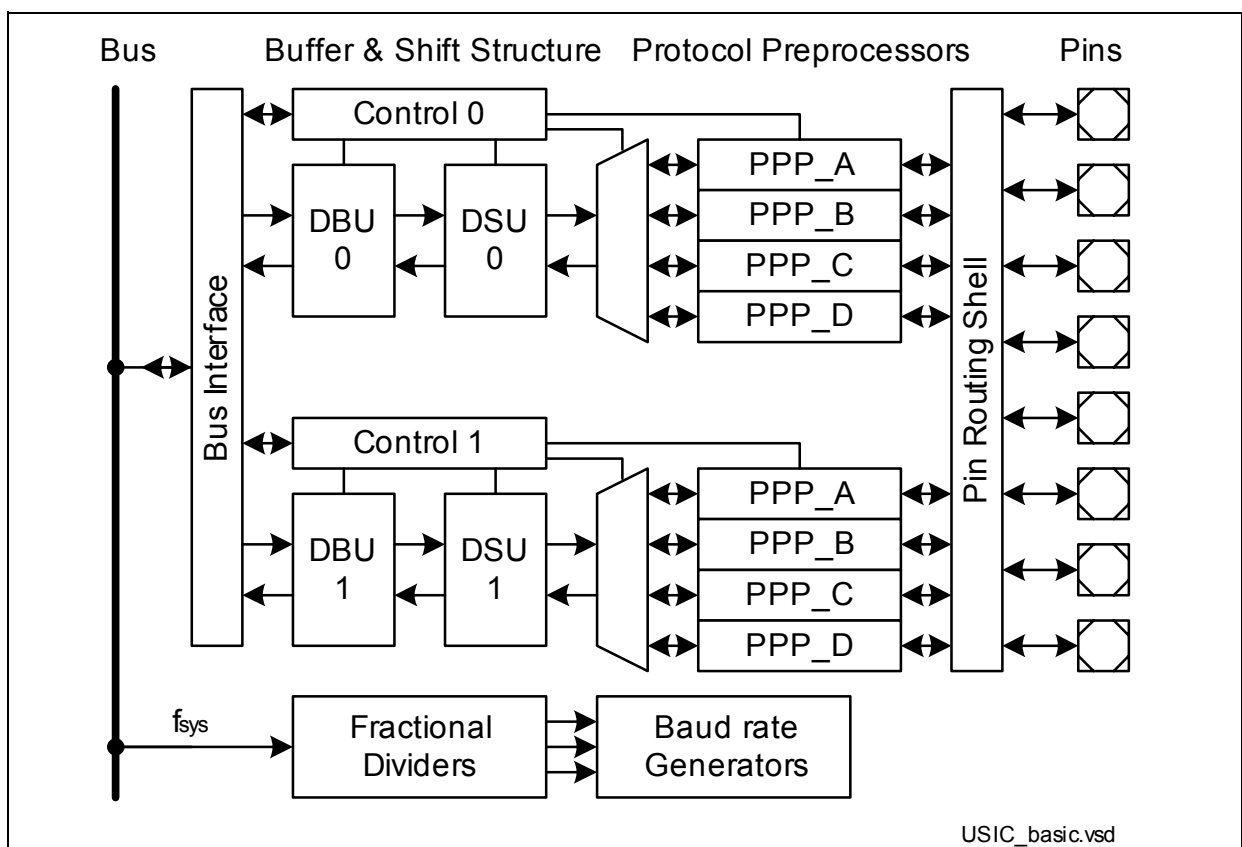 Bus
Buffer & Shift Structure
Protocol Preprocessors
Pins
Bus Interface
Control 0
DBU
0
DSU
0
PPP_A
PPP_B
PPP_C
PPP_D
Pin Routing Shell
Control 1
DBU
1
DSU
1
PPP_A
PPP_B
PPP_C
PPP_D
fsys
Fractional
Dividers
Baud rate
Generators
USIC_basic.vsd